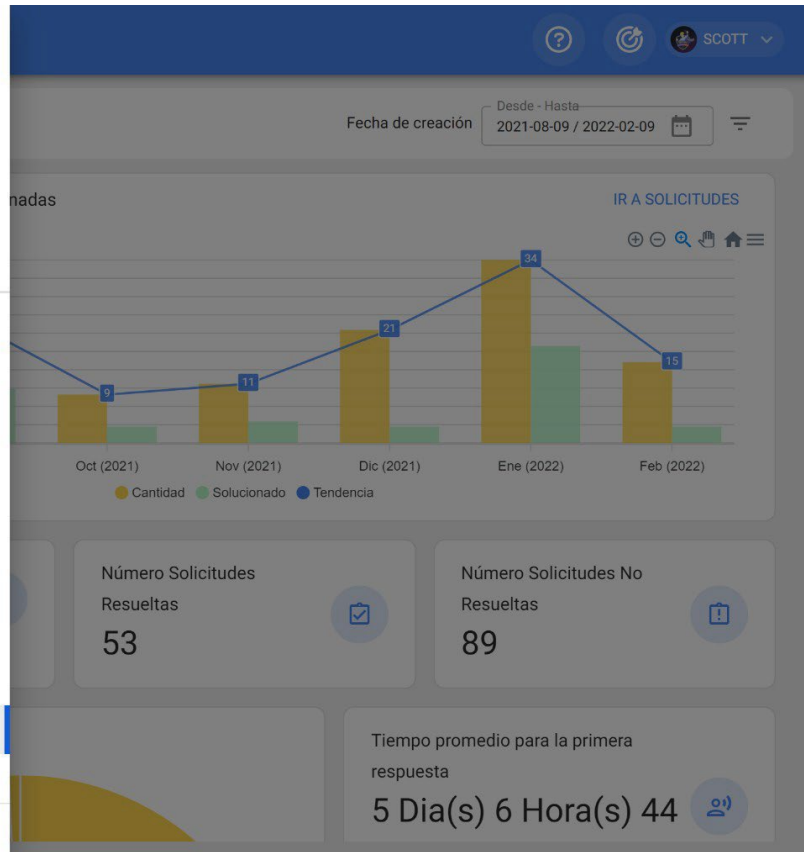 SCOTT
Fecha de creación
Desde - Hasta
2021-08-09 / 2022-02-09
nadas
IR A SOLICITUDES
34
21
15
11
9
Oct (2021) Nov (2021) Dic (2021) Ene (2022) Feb (2022)
Cantidad Solucionado Tendencia
Número Solicitudes
Resueltas
53
Número Solicitudes No
Resueltas
89
Tiempo promedio para la primera
respuesta
5 Dia(s) 6 Hora(s) 44